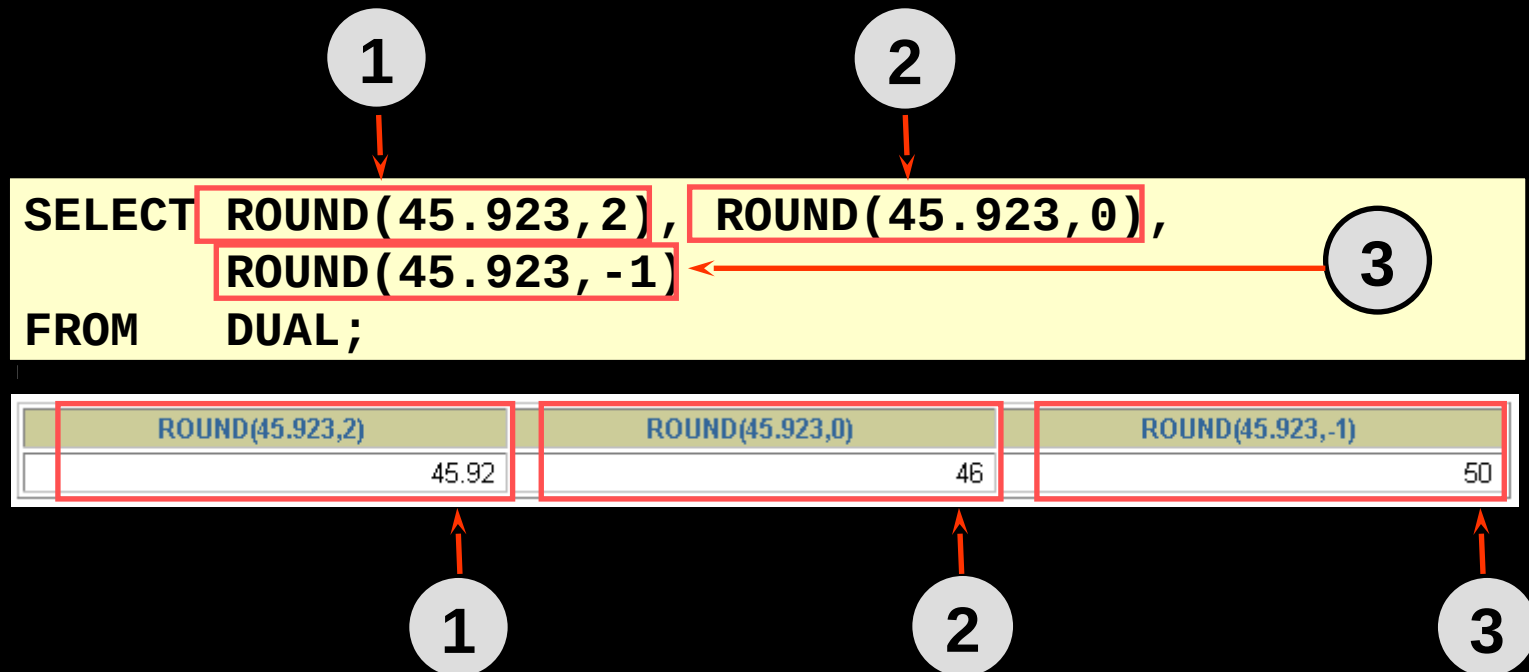 1 2
SELECT ROUND(45.923,2), ROUND(45.923,0),
ROUND(45.923,-1) 3
FROM DUAL;
ROUND(45.923,2) ROUND(45.923,0) ROUND(45.923,-1)
45.92 46 50
1 2 3